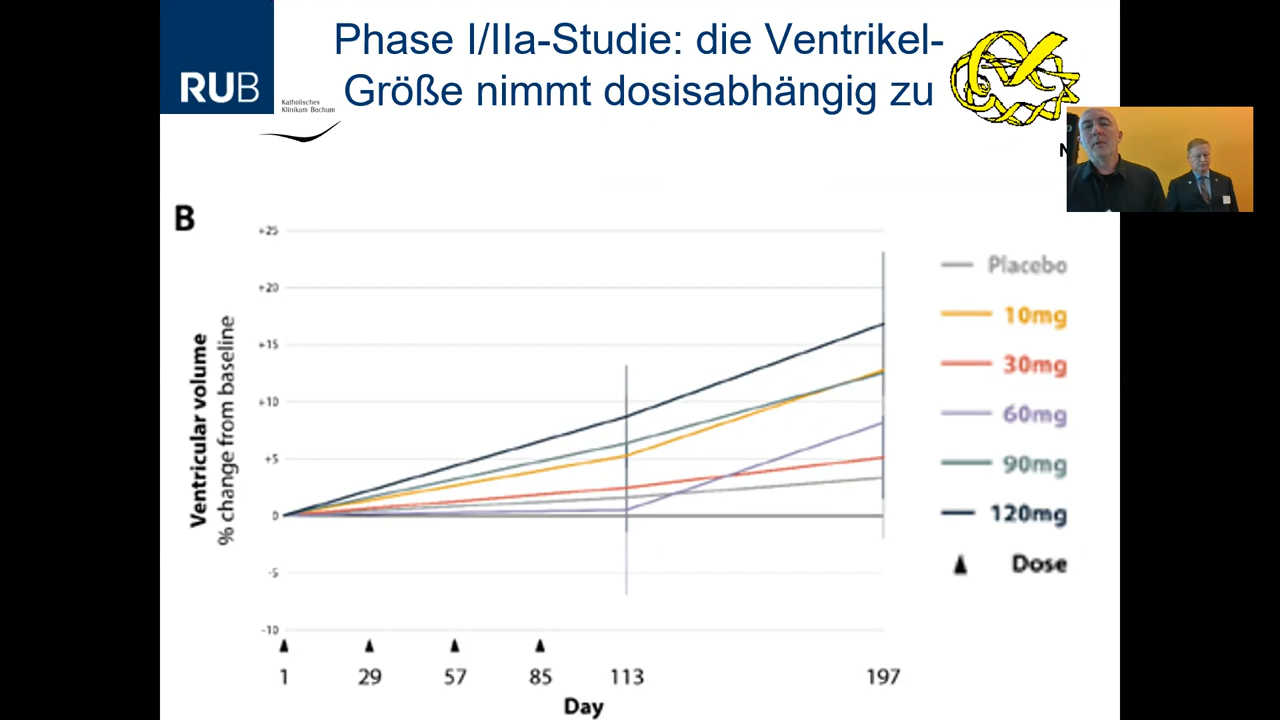 Phase I/IIa-Studie: die Ventrikel-
Größe nimmt dosisabhängig zu
RUB
Katholisches
Klinikum Bochum
N
B
Ventricular volume
% change from baseline
+25
+20
+15
+10
+5
0
-5
-10
1 29 57 85 113 197
Day
Placebo
10mg
30mg
60mg
90mg
120mg
Dose